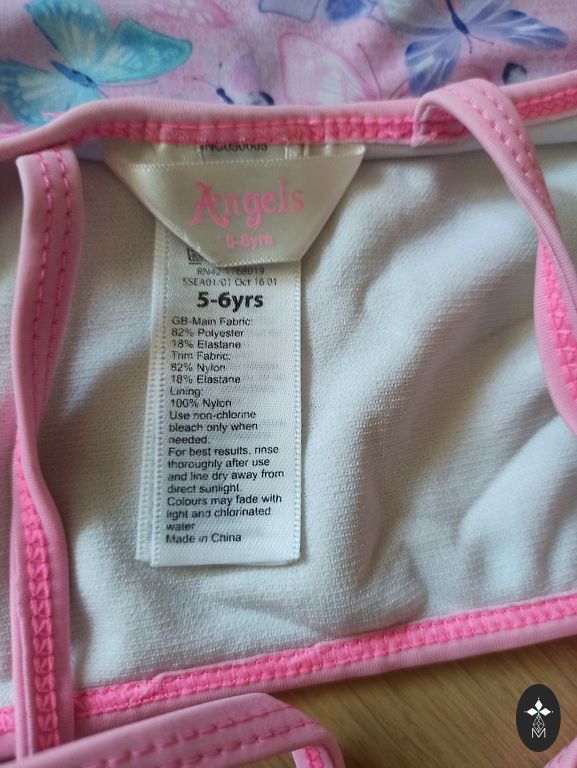 Angels
5-6yrs
SSEA01/01 Oct 16 01
5-6yrs
GB-Main Fabric:
82% Polyester
18% Elastane
Trim Fabric:
82% Nylon
18% Elastane
Lining:
100% Nylon
Use non-chlorine
bleach only when
needed.
For best results, rinse
thoroughly after use
and line dry away from
direct sunlight.
Colours may fade with
light and chlorinated
water
Made in China
M